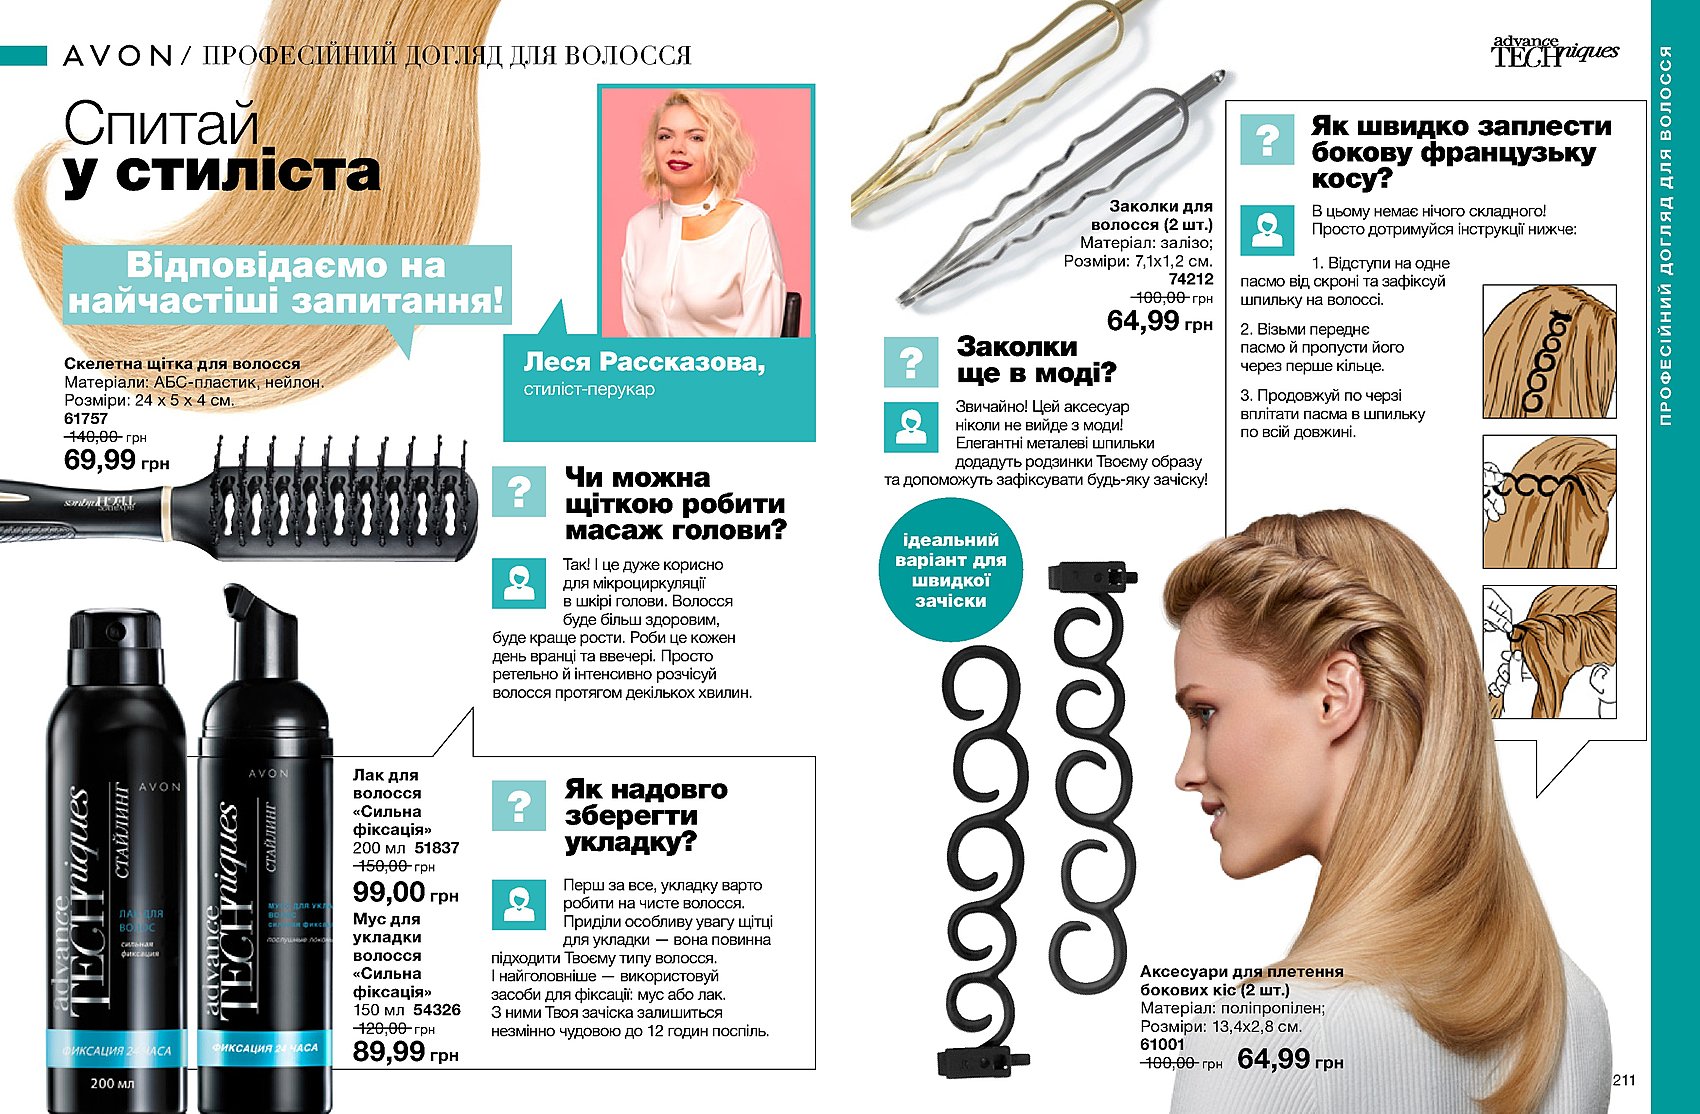 AVON / ПРОФЕСІЙНИЙ ДОГЛЯД ДЛЯ ВОЛОССЯ
Спитай
у стиліста
Відповідаємо на
найчастіші запитання!
Леся Рассказова,
стиліст-перукар
Скелетна щітка для волосся
Матеріали: АБС-пластик, нейлон.
Розміри: 24 х 5 х 4 см.
61757
140,00 грн
69,99 грн
advance
TECHniques
?
Чи можна
щіткою робити
масаж голови?
Так! І це дуже корисно
для мікроциркуляції
в шкірі голови. Волосся
буде більш здоровим,
буде краще рости. Роби це кожен
день вранці та ввечері. Просто
ретельно й інтенсивно розчісуй
волосся протягом декількох хвилин.
AVON
advance
TECHniques
СТАЙЛИНГ
ЛАК ДЛЯ
ВОЛОС
сильная
фиксация
ФИКСАЦИЯ 24 ЧАСА
200 мл
AVON
advance
TECHniques
СТАЙЛИНГ
ФИКСАЦИЯ 24 ЧАСА
Лак для
волосся
«Сильна
фіксація»
200 мл 51837
150,00 грн
99,00 грн
Мус для
укладки
волосся
«Сильна
фіксація»
150 мл 54326
120,00 грн
89,99 грн
?
Як надовго
зберегти
укладку?
Перш за все, укладку варто
робити на чисте волосся.
Приділи особливу увагу щітці
для укладки — вона повинна
підходити Твоєму типу волосся.
І найголовніше — використовуй
засоби для фіксації: мус або лак.
З ними Твоя зачіска залишиться
незмінно чудовою до 12 годин поспіль.
advance
TECHniques
Заколки для
волосся (2 шт.)
Матеріал: залізо;
Розміри: 7,1х1,2 см.
74212
100,00 грн
64,99 грн
?
Заколки
ще в моді?
Звичайно! Цей аксесуар
ніколи не вийде з моди!
Елегантні металеві шпильки
додадуть родзинки Твоєму образу
та допоможуть зафіксувати будь-яку зачіску!
ідеальний
варіант для
швидкої
зачіски
?
Як швидко заплести
бокову французьку
косу?
В цьому немає нічого складного!
Просто дотримуйся інструкції нижче:
1. Відступи на одне
пасмо від скроні та зафіксуй
шпильку на волоссі.
2. Візьми переднє
пасмо й пропусти його
через перше кільце.
3. Продовжуй по черзі
вплітати пасма в шпильку
по всій довжині.
Аксесуари для плетення
бокових кіс (2 шт.)
Матеріал: поліпропілен;
Розміри: 13,4х2,8 см.
61001
100,00 грн 64,99 грн
ПРОФЕСІЙНИЙ ДОГЛЯД ДЛЯ ВОЛОССЯ
211